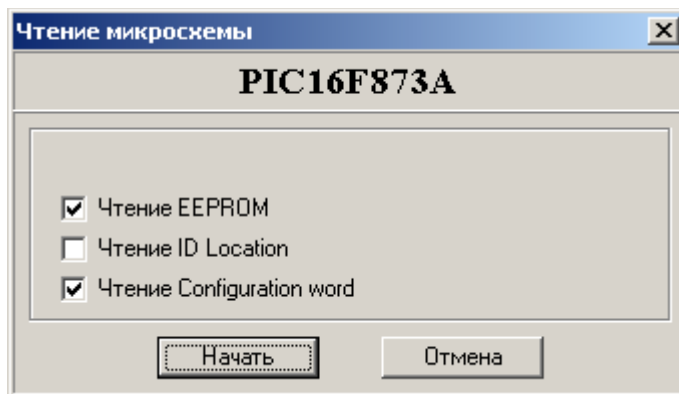 Чтение микросхемы
PIC16F873A
Чтение EEPROM
Чтение ID Location
Чтение Configuration word
Начать Отмена